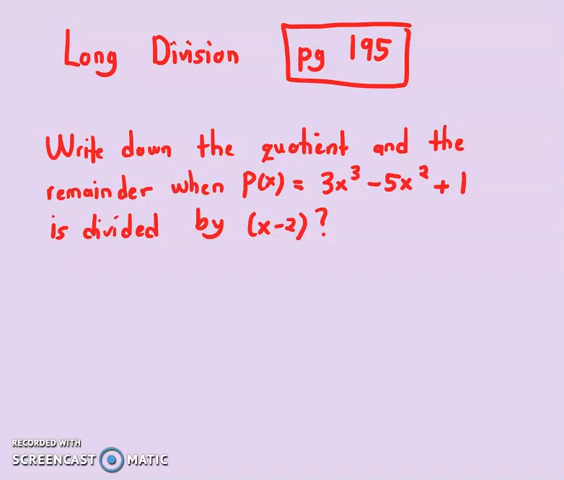 Long Division pg 195
Write down the quotient and the
remainder when P(x) = 3x³ - 5x² + 1
is divided by (x-2)?
RECORDED WITH
SCREENCAST MATIC